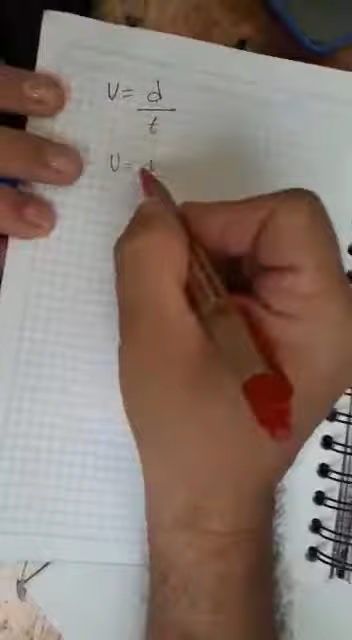 V = d
t
V =